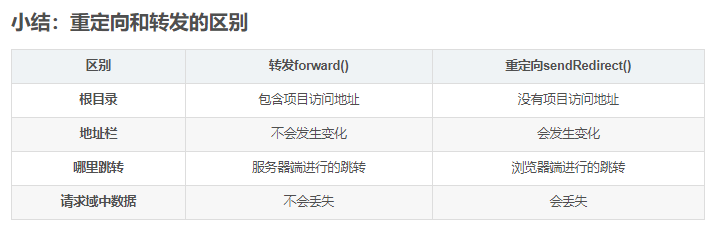 小结：重定向和转发的区别
区别 转发forward() 重定向sendRedirect()
根目录 包含项目访问地址 没有项目访问地址
地址栏 不会发生变化 会发生变化
哪里跳转 服务器端进行的跳转 浏览器端进行的跳转
请求域中数据 不会丢失 会丢失